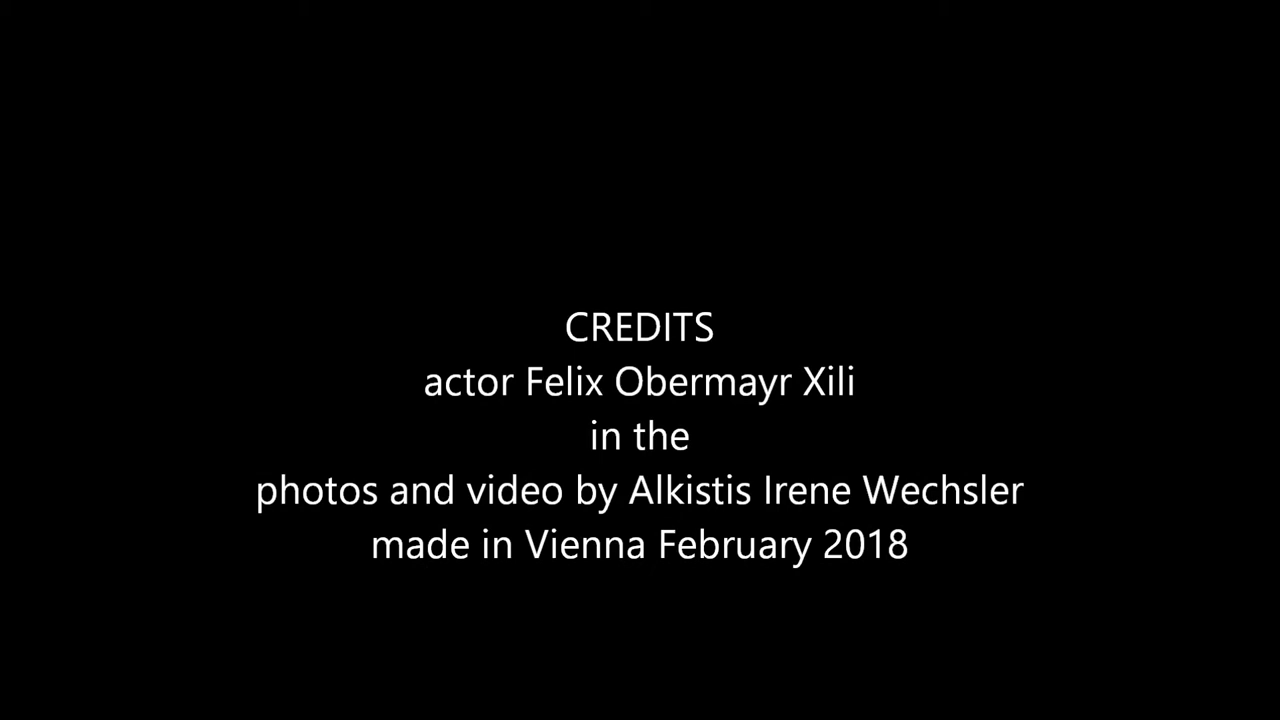 CREDITS
actor Felix Obermayr Xili
in the
photos and video by Alkistis Irene Wechsler
made in Vienna February 2018